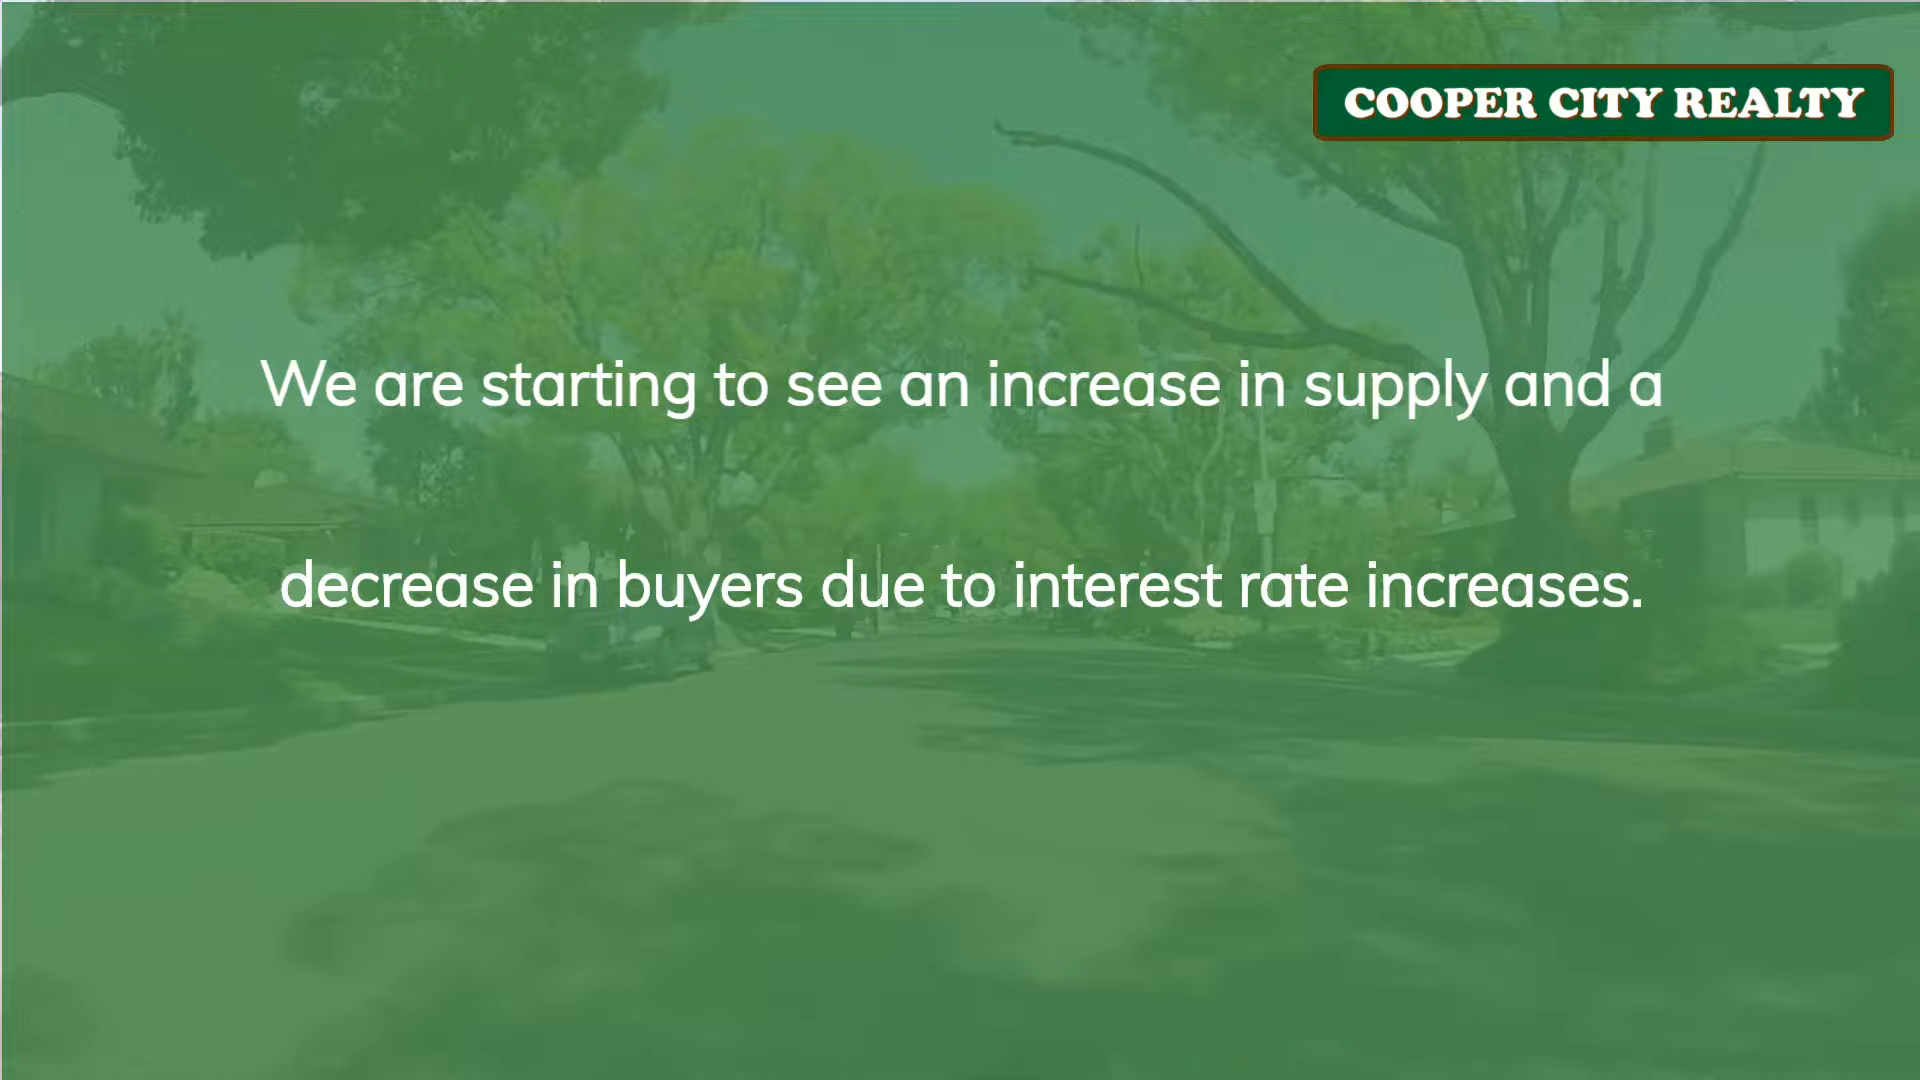 COOPER CITY REALTY
We are starting to see an increase in supply and a
decrease in buyers due to interest rate increases.